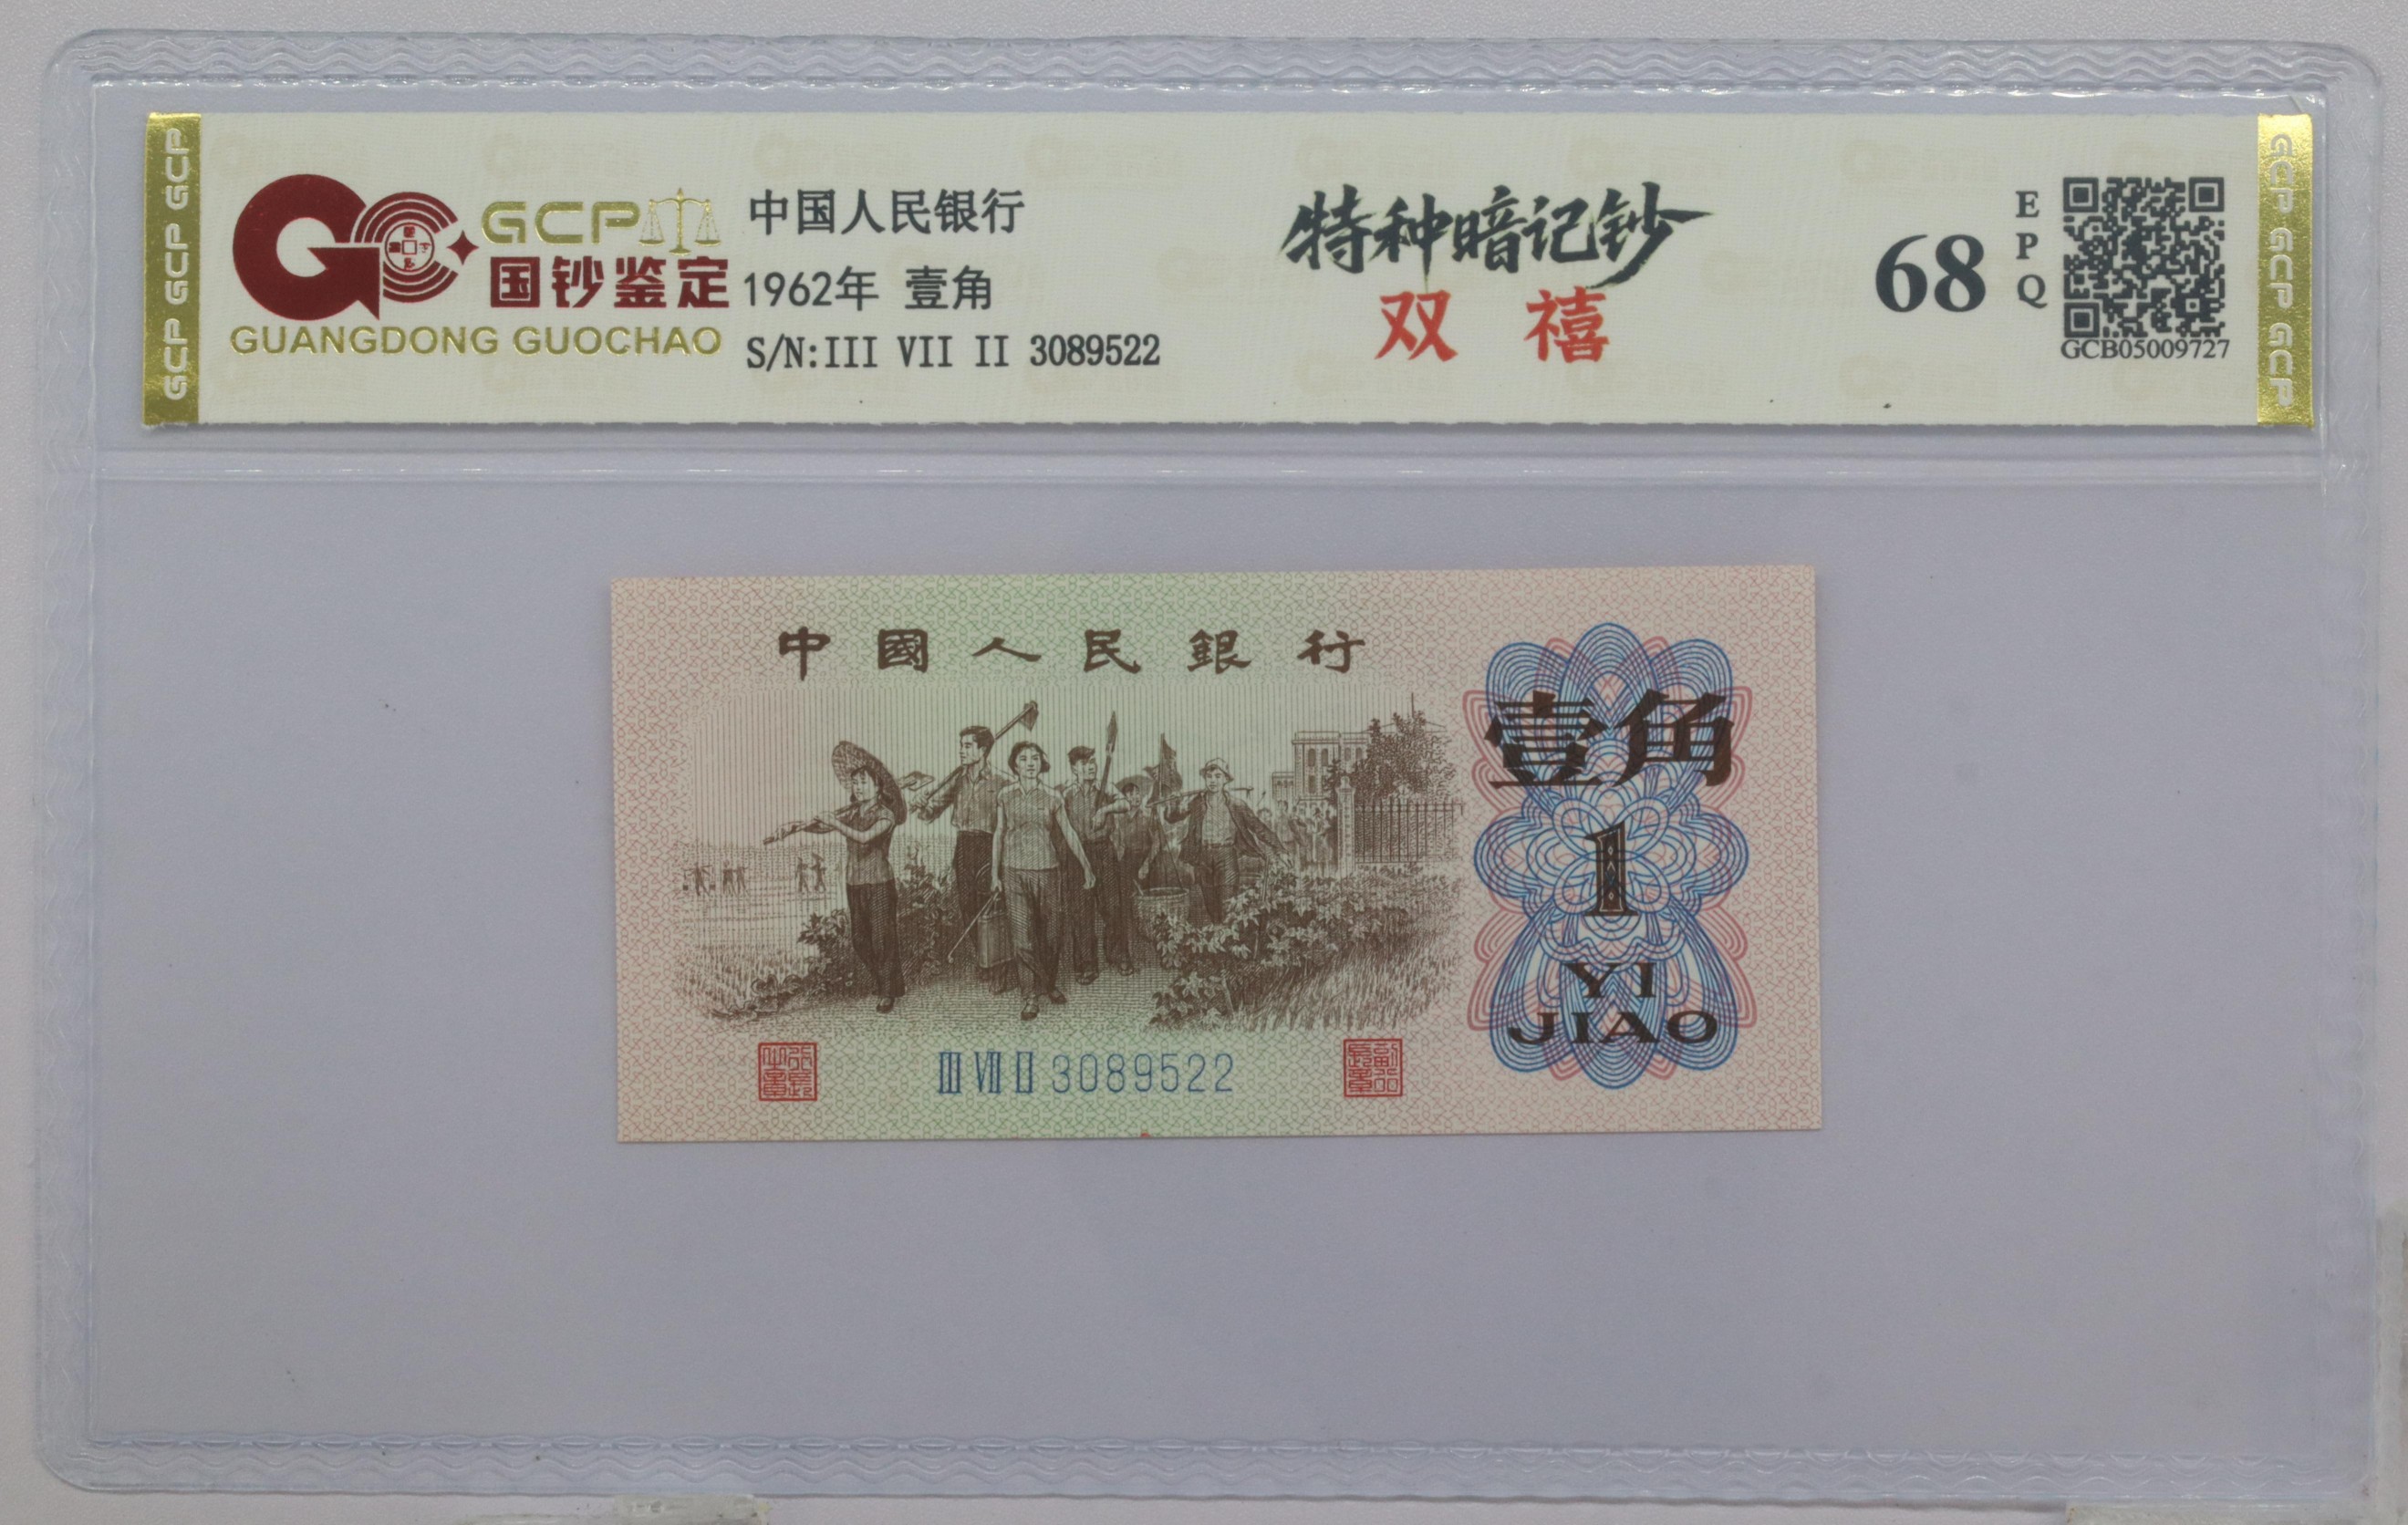 GCP GCP GCP
GCP
国钞鉴定
GUANGDONG GUOCHAO
中国人民银行
1962年 壹角
S/N:III VII II 3089522
特种暗记钞
双禧
68
EPQ
GCB05009727
GCP GCP GCP
中國人民銀行
壹角
1
YI
JIAO
III VII II 3089522